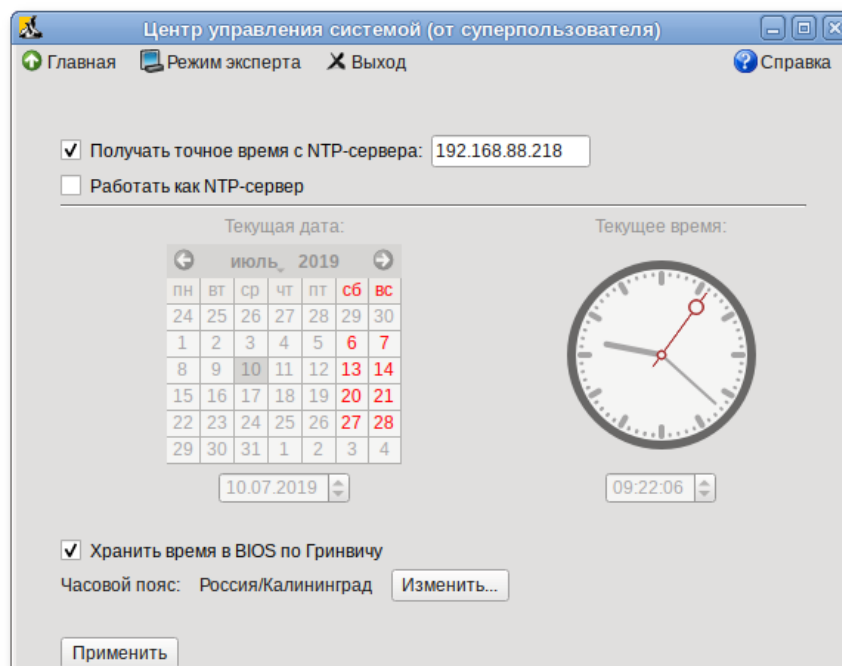 Центр управления системой (от суперпользователя)
Главная Режим эксперта Выход Справка
Получать точное время с NTP-сервера: 192.168.88.218
Работать как NTP-сервер
Текущая дата: Текущее время:
июль 2019
пн вт ср чт пт сб вс
24 25 26 27 28 29 30
1 2 3 4 5 6 7
8 9 10 11 12 13 14
15 16 17 18 19 20 21
22 23 24 25 26 27 28
29 30 31 1 2 3 4
10.07.2019 09:22:06
Хранить время в BIOS по Гринвичу
Часовой пояс: Россия/Калининград Изменить...
Применить